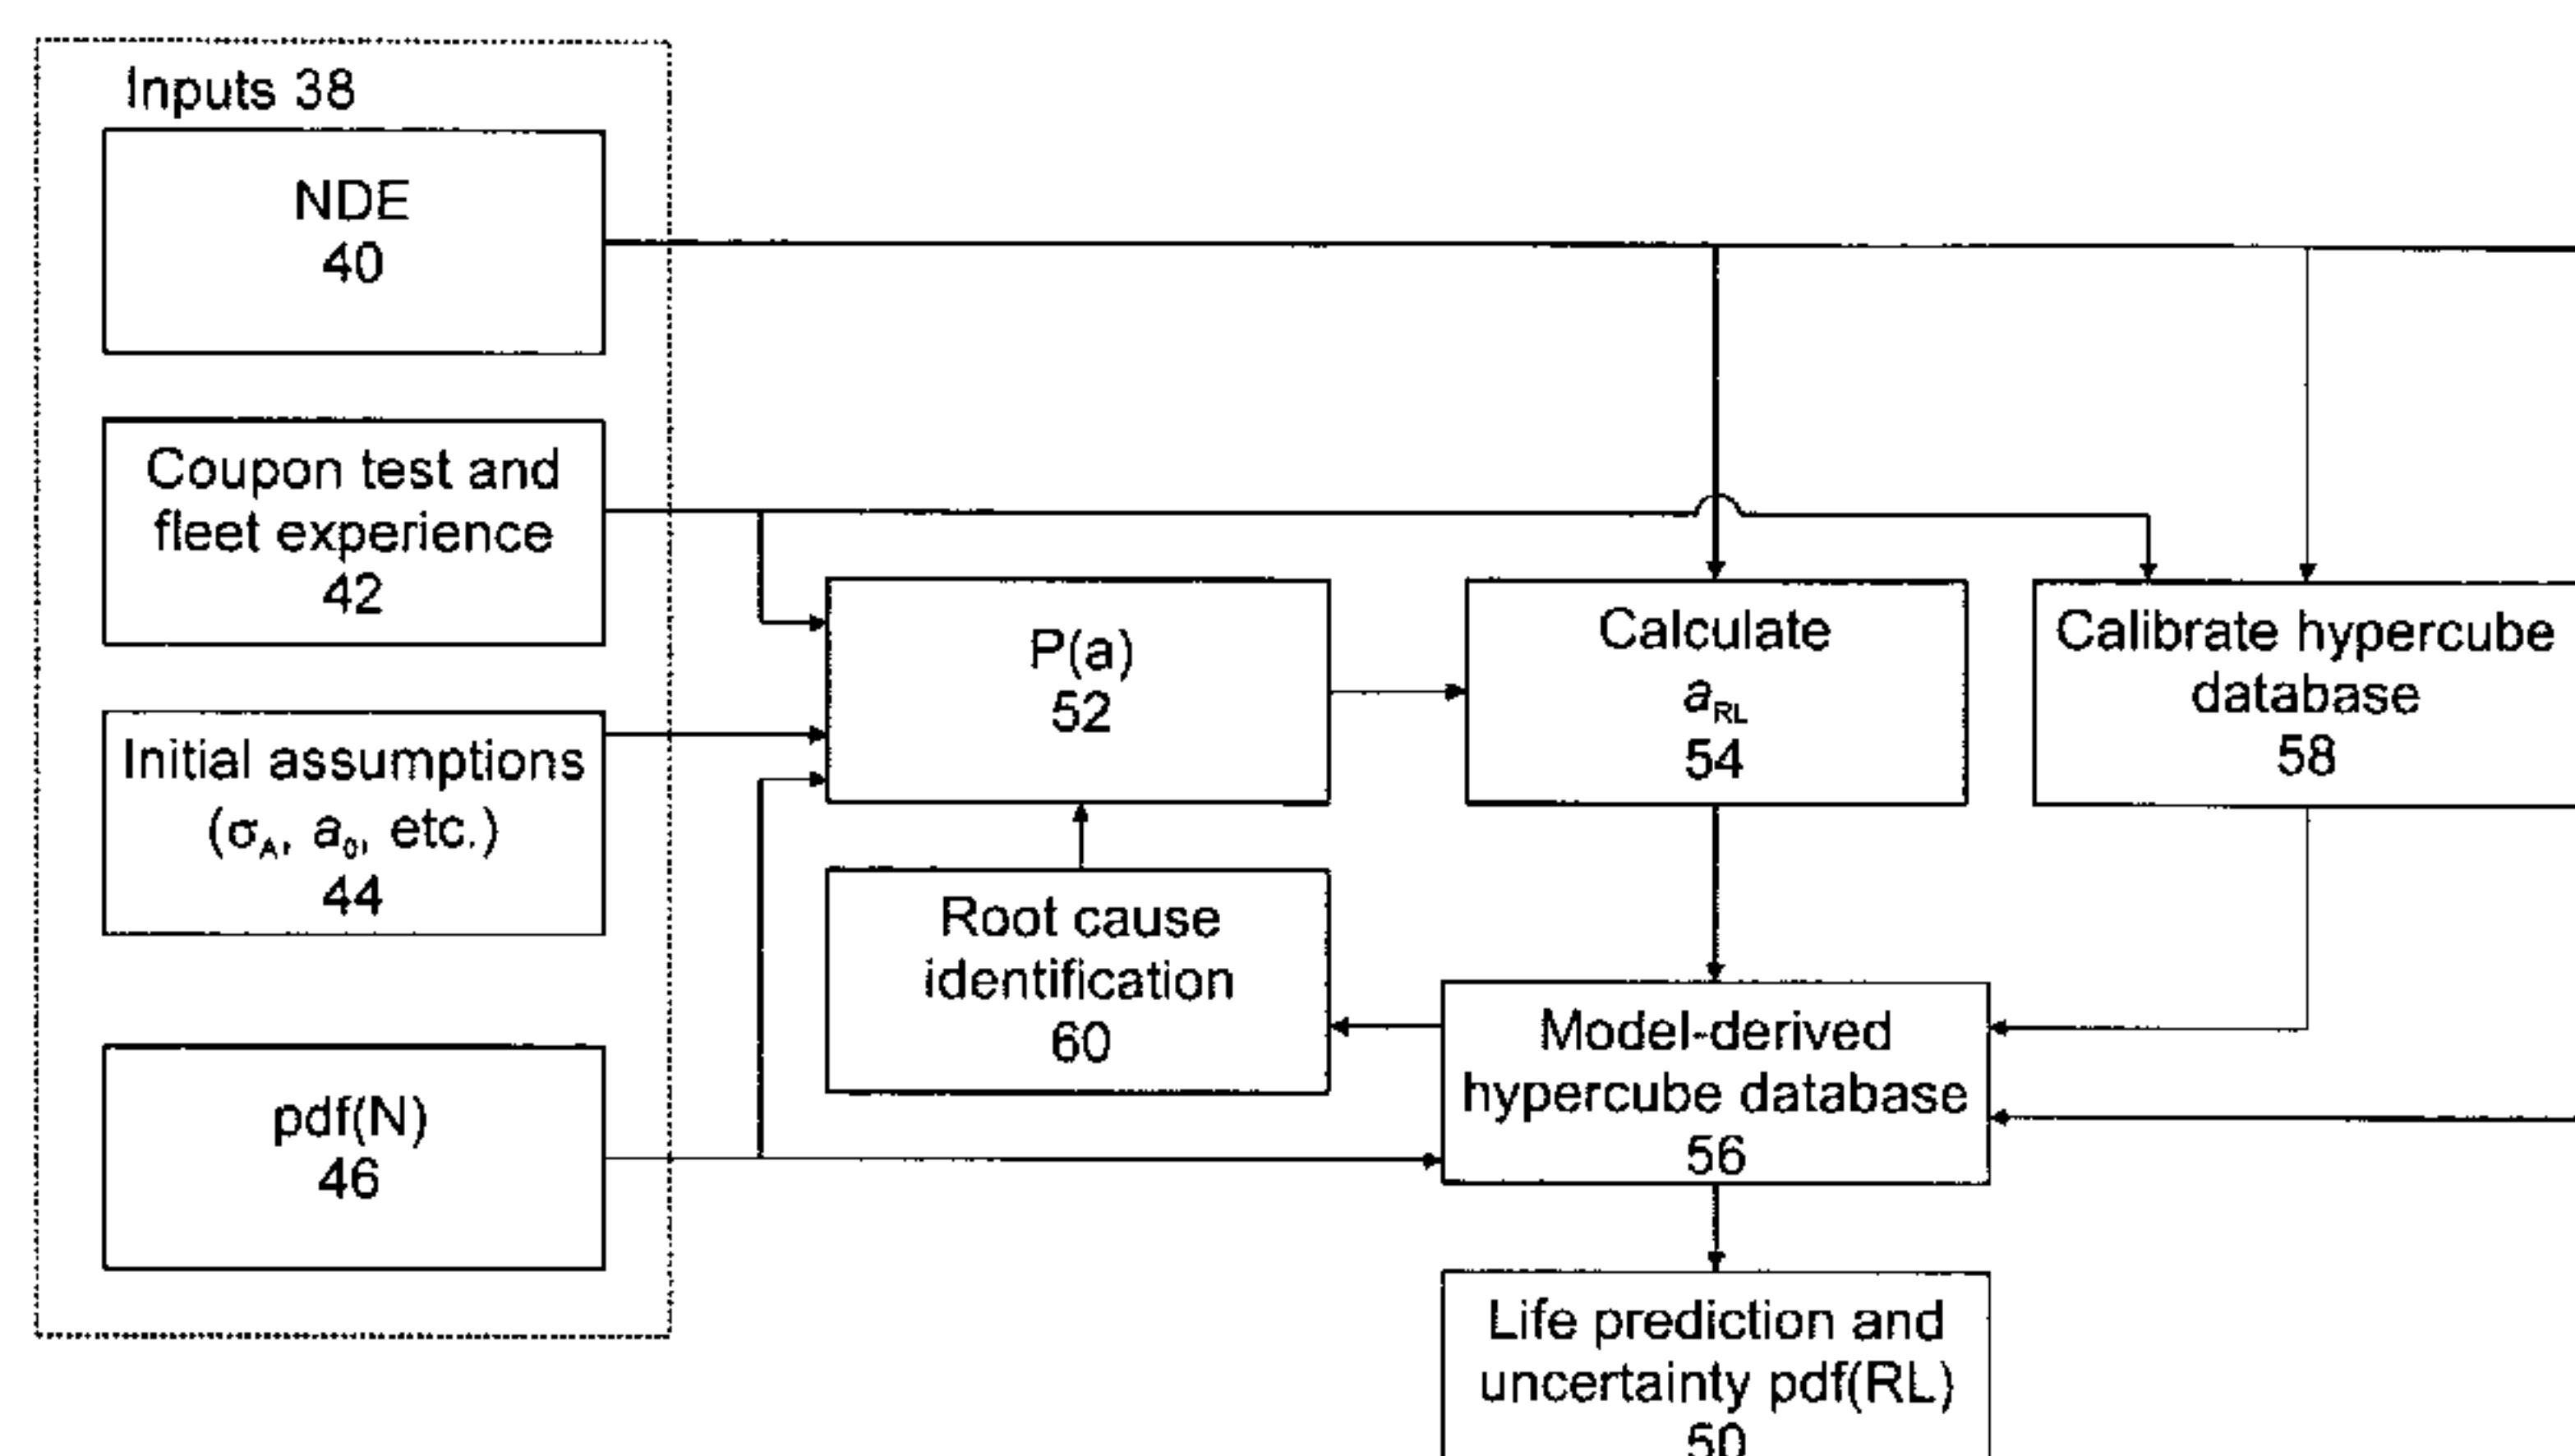 Inputs 38
NDE
40
Coupon test and
fleet experience
42
Initial assumptions
(σA, a0, etc.)
44
pdf(N)
46
P(a)
52
Calculate
aRL
54
Calibrate hypercube
database
58
Root cause
identification
60
Model-derived
hypercube database
56
Life prediction and
uncertainty pdf(RL)
50